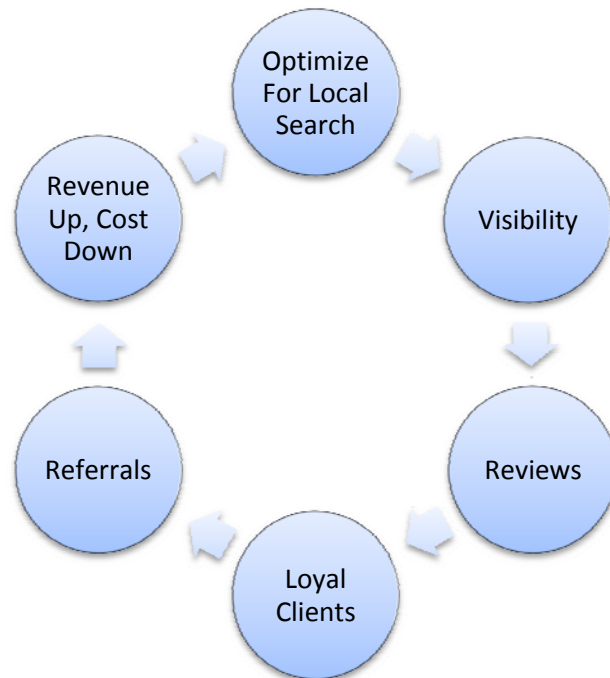 Optimize
For Local
Search
Visibility
Reviews
Loyal
Clients
Referrals
Revenue
Up, Cost
Down